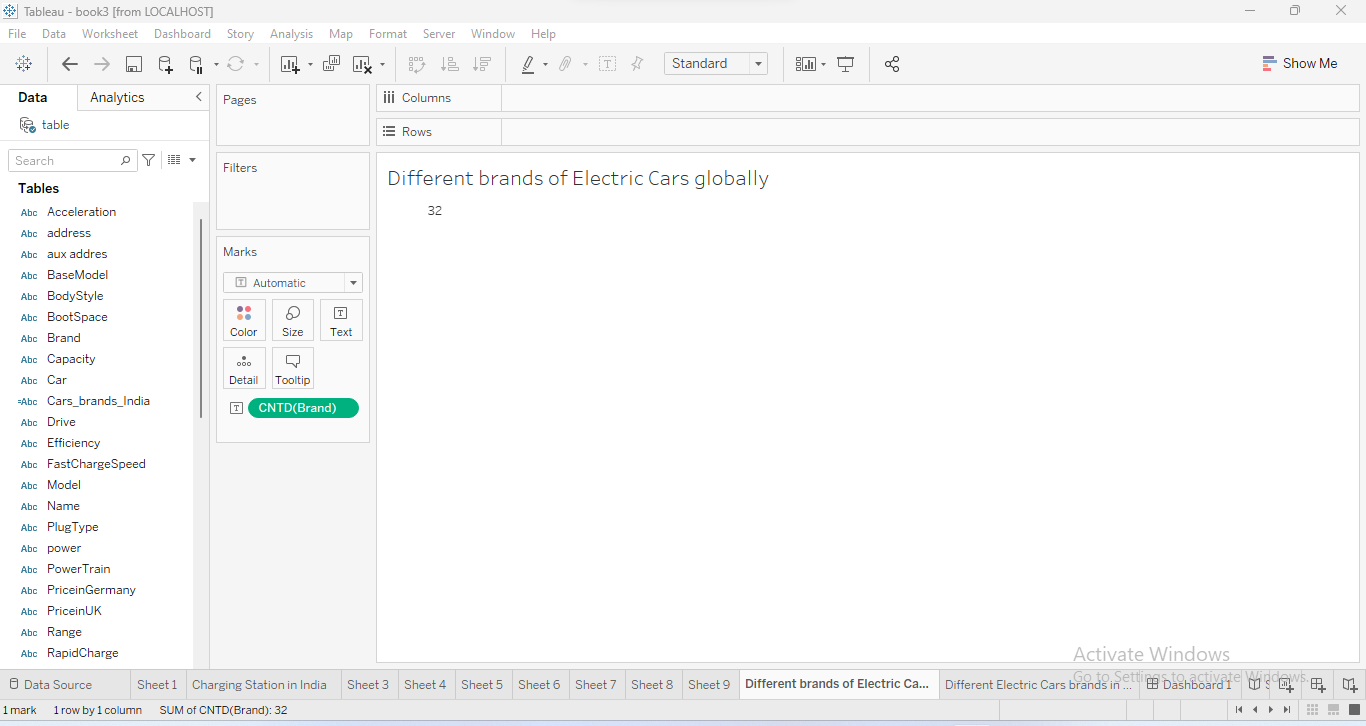 Tableau - book3 [from LOCALHOST]
File Data Worksheet Dashboard Story Analysis Map Format Server Window Help
Standard
Show Me
Data Analytics
table
Search
Tables
Abc Acceleration
Abc address
Abc aux addres
Abc BaseModel
Abc BodyStyle
Abc BootSpace
Abc Brand
Abc Capacity
Abc Car
=Abc Cars_brands_India
Abc Drive
Abc Efficiency
Abc FastChargeSpeed
Abc Model
Abc Name
Abc PlugType
Abc power
Abc PowerTrain
Abc PriceinGermany
Abc PriceinUK
Abc Range
Abc RapidCharge
Pages
Filters
Marks
Automatic
Color Size Text
Detail Tooltip
CNTD(Brand)
Columns
Rows
Different brands of Electric Cars globally
32
Activate Windows
Go to Settings to activate Windows.
Data Source Sheet 1 Charging Station in India Sheet 3 Sheet 4 Sheet 5 Sheet 6 Sheet 7 Sheet 8 Sheet 9 Different brands of Electric Ca... Different Electric Cars brands in ... Dashboard 1
1 mark 1 row by 1 column SUM of CNTD(Brand): 32